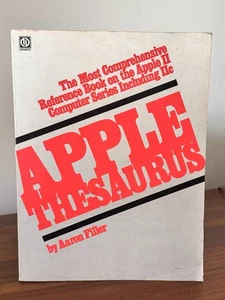 The Most Comprehensive
Reference Book on the Apple II
Computer Series Including IIc
APPLE
THESAURUS
by Aaron Filler